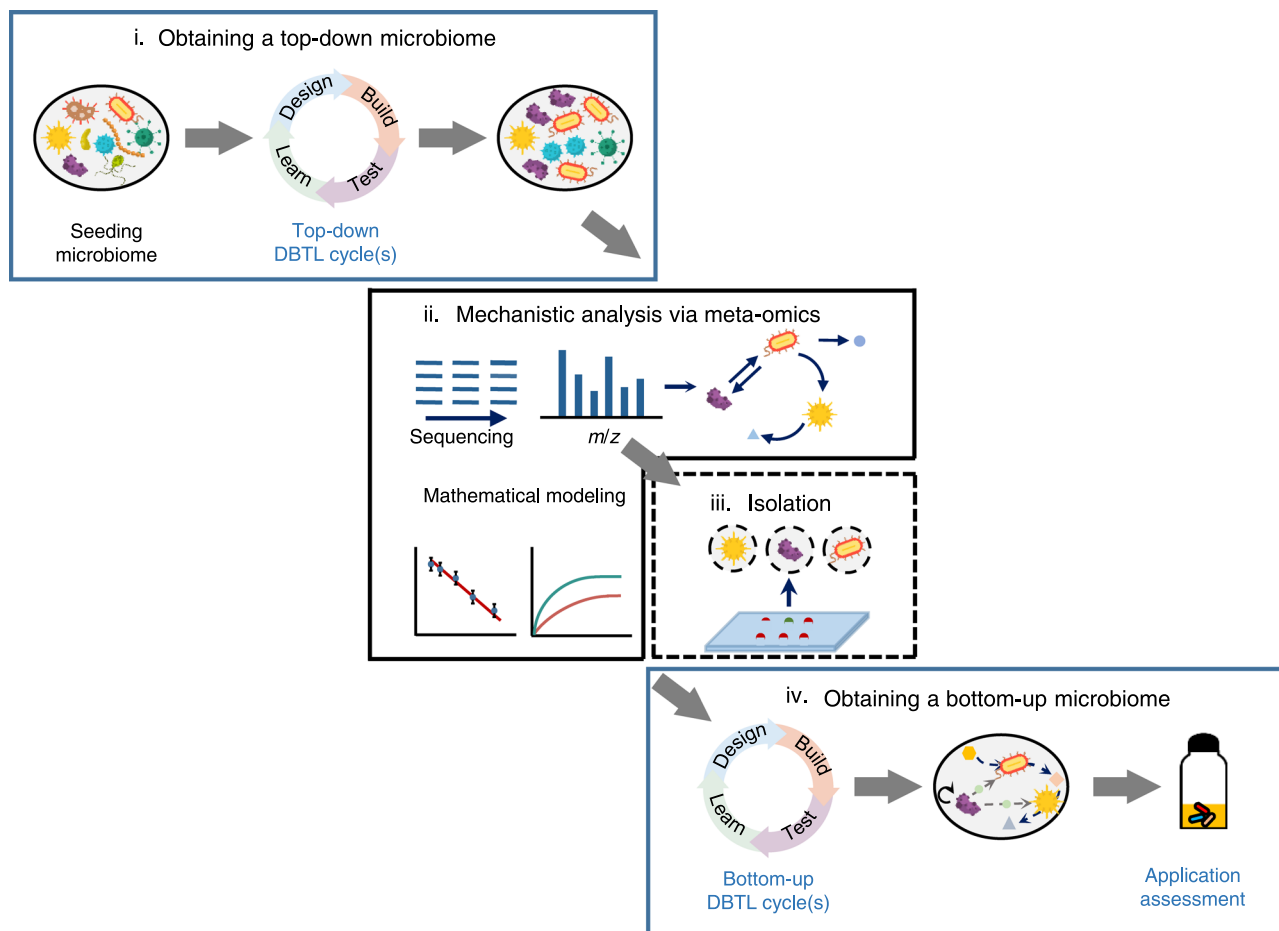 i. Obtaining a top-down microbiome
Design
Build
Test
Learn
Seeding
microbiome
Top-down
DBTL cycle(s)
ii. Mechanistic analysis via meta-omics
Sequencing
m/z
Mathematical modeling
iii. Isolation
iv. Obtaining a bottom-up microbiome
Design
Build
Test
Learn
Bottom-up
DBTL cycle(s)
Application
assessment